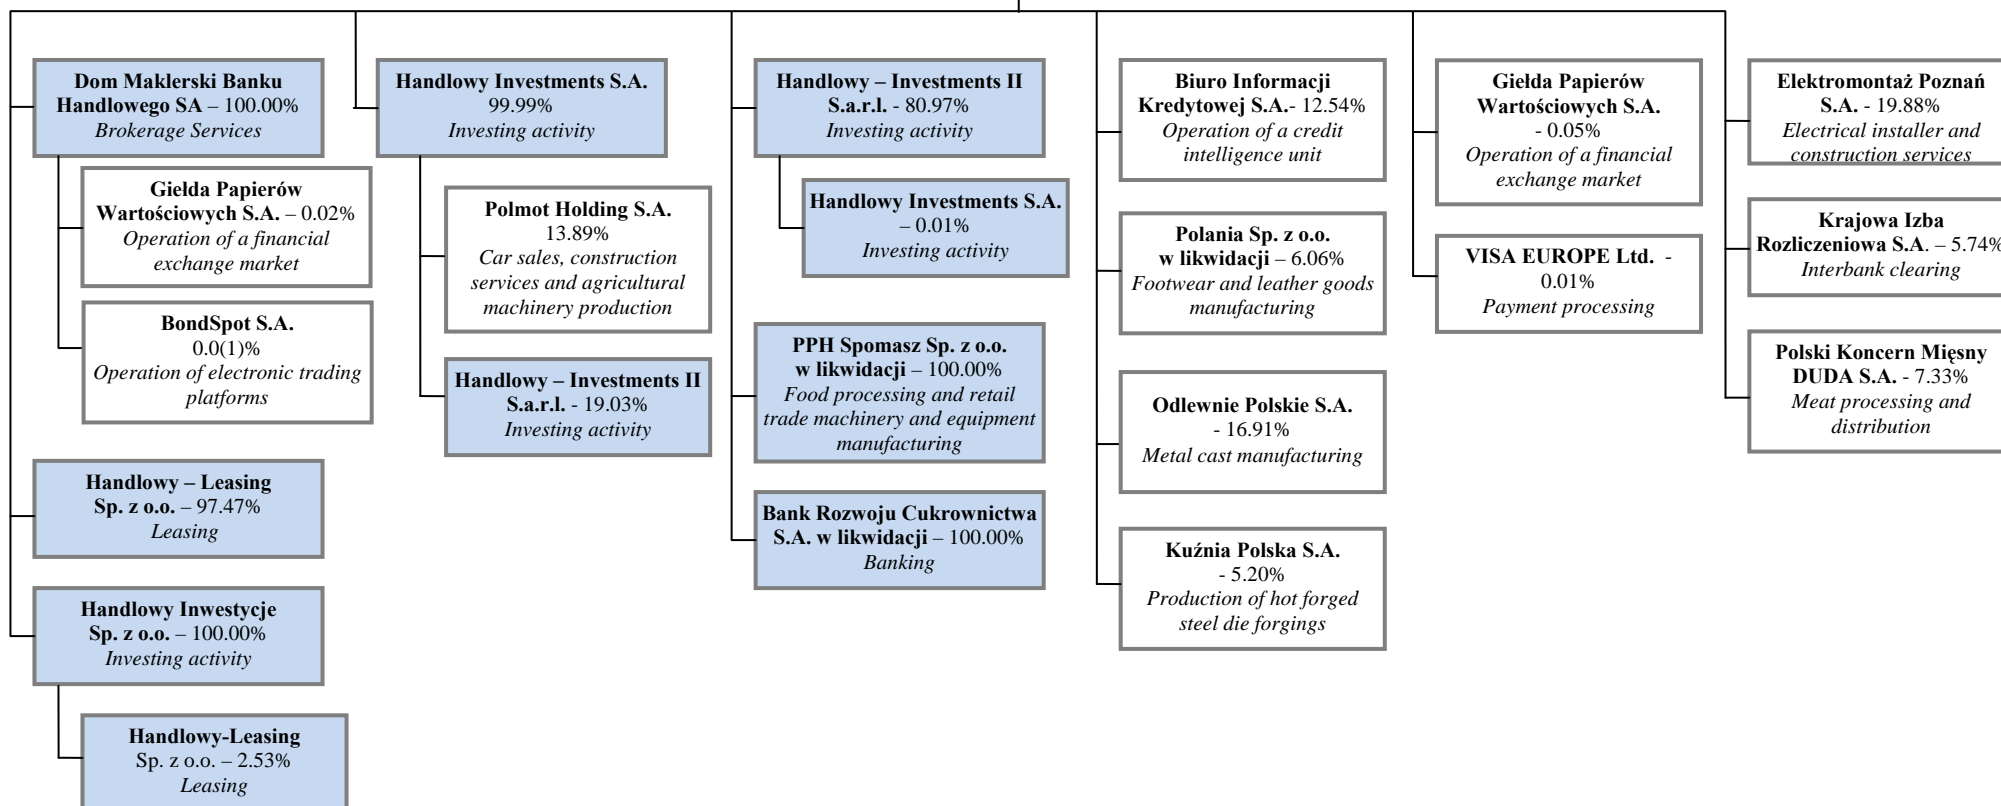 Dom Maklerski Banku
Handlowego SA – 100.00%
Brokerage Services
Giełda Papierów
Wartościowych S.A. – 0.02%
Operation of a financial
exchange market
BondSpot S.A.
0.0(1)%
Operation of electronic trading
platforms
Handlowy – Leasing
Sp. z o.o. – 97.47%
Leasing
Handlowy Inwestycje
Sp. z o.o. – 100.00%
Investing activity
Handlowy-Leasing
Sp. z o.o. – 2.53%
Leasing
Handlowy Investments S.A.
99.99%
Investing activity
Polmot Holding S.A.
13.89%
Car sales, construction
services and agricultural
machinery production
Handlowy – Investments II
S.a.r.l. - 19.03%
Investing activity
Handlowy – Investments II
S.a.r.l. - 80.97%
Investing activity
Handlowy Investments S.A.
– 0.01%
Investing activity
PPH Spomasz Sp. z o.o.
w likwidacji – 100.00%
Food processing and retail
trade machinery and equipment
manufacturing
Bank Rozwoju Cukrownictwa
S.A. w likwidacji – 100.00%
Banking
Biuro Informacji
Kredytowej S.A.- 12.54%
Operation of a credit
intelligence unit
Polania Sp. z o.o.
w likwidacji – 6.06%
Footwear and leather goods
manufacturing
Odlewnie Polskie S.A.
- 16.91%
Metal cast manufacturing
Kuźnia Polska S.A.
- 5.20%
Production of hot forged
steel die forgings
Giełda Papierów
Wartościowych S.A.
- 0.05%
Operation of a financial
exchange market
VISA EUROPE Ltd. -
0.01%
Payment processing
Elektromontaż Poznań
S.A. - 19.88%
Electrical installer and
construction services
Krajowa Izba
Rozliczeniowa S.A. – 5.74%
Interbank clearing
Polski Koncern Mięsny
DUDA S.A. - 7.33%
Meat processing and
distribution